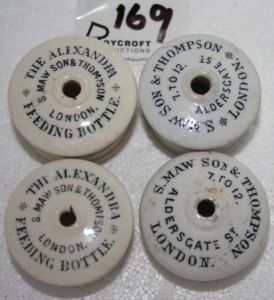 169
ROYCROFT
AUCTIONS
THE ALEXANDRA
S. MAW SON & THOMPSON
LONDON.
FEEDING BOTTLE.
S. MAW SON & THOMPSON
7. TO 12.
ALDERSGATE ST
LONDON.
THE ALEXANDRA
S. MAW SON & THOMPSON
LONDON.
FEEDING BOTTLE.
S. MAW SON & THOMPSON
7. TO 12.
ALDERSGATE ST
LONDON.